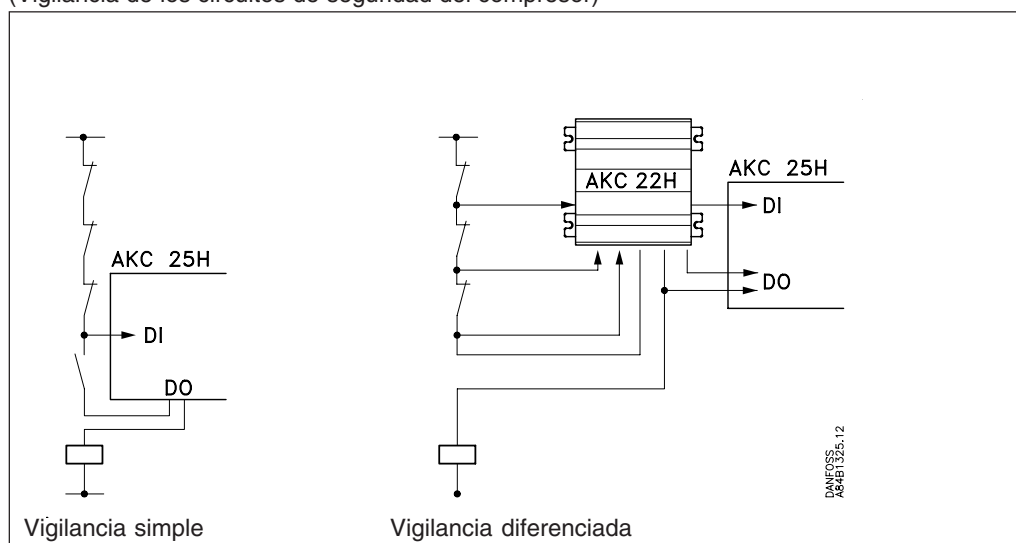 (Vigilancia de los circuitos de seguridad del compresor)
AKC 22H
AKC 25H
DI
DO
AKC 25H
DI
DO
DANFOSS
A84B1325.12
Vigilancia simple
Vigilancia diferenciada